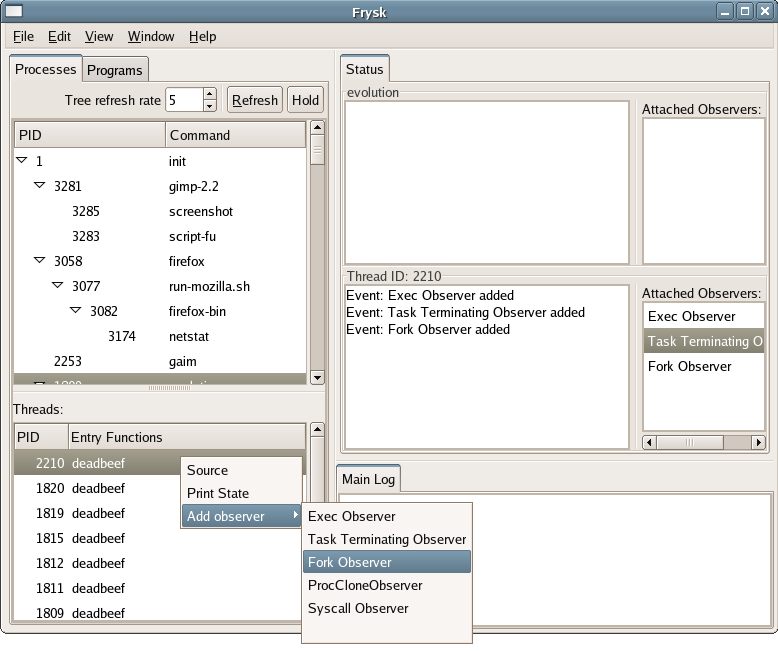 Frysk
File Edit View Window Help
Processes Programs
Tree refresh rate 5 Refresh Hold
PID Command
1 init
3281 gimp-2.2
3285 screenshot
3283 script-fu
3058 firefox
3077 run-mozilla.sh
3082 firefox-bin
3174 netstat
2253 gaim
Threads:
PID Entry Functions
2210 deadbeef
1820 deadbeef
1819 deadbeef
1815 deadbeef
1812 deadbeef
1811 deadbeef
1809 deadbeef
Source
Print State
Add observer
Exec Observer
Task Terminating Observer
Fork Observer
ProcCloneObserver
Syscall Observer
Status
evolution
Attached Observers:
Thread ID: 2210
Event: Exec Observer added
Event: Task Terminating Observer added
Event: Fork Observer added
Attached Observers:
Exec Observer
Task Terminating O
Fork Observer
Main Log